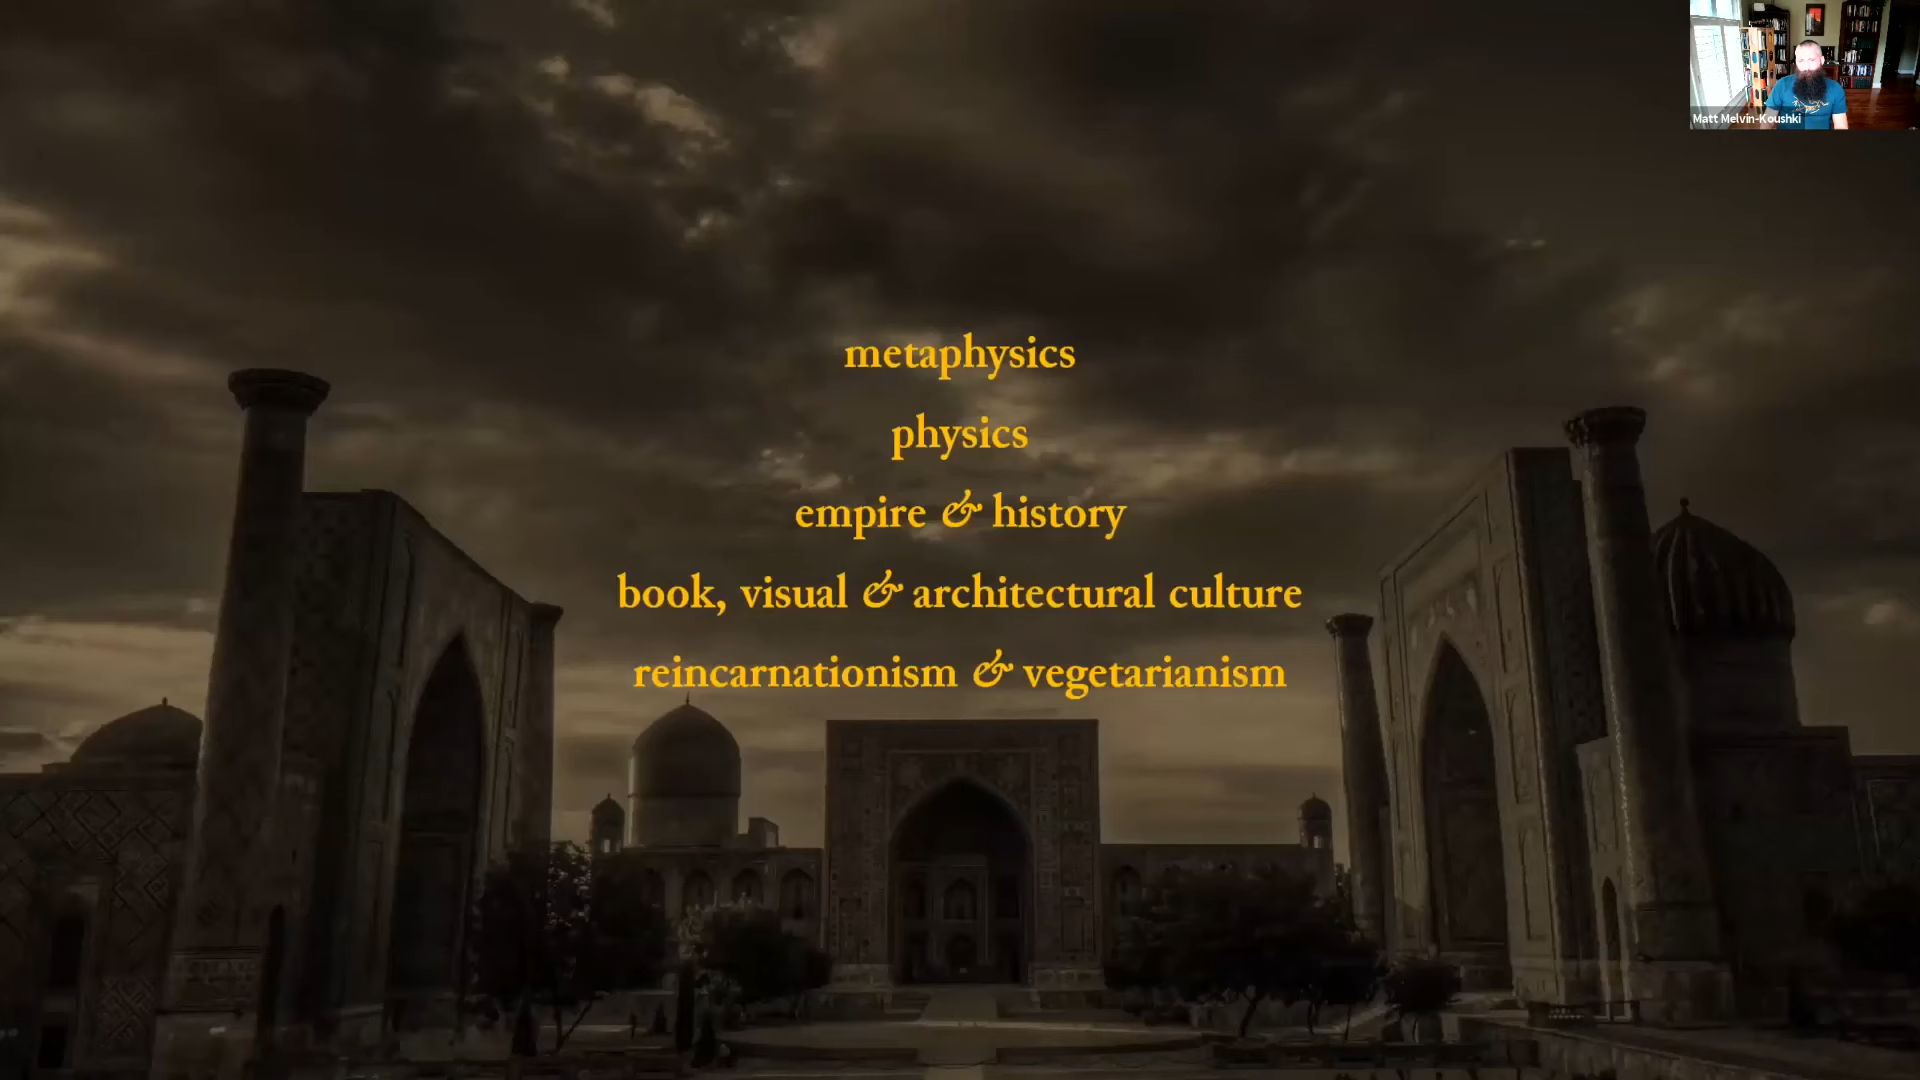 Matt Melvin-Koushki
metaphysics
physics
empire & history
book, visual & architectural culture
reincarnationism & vegetarianism